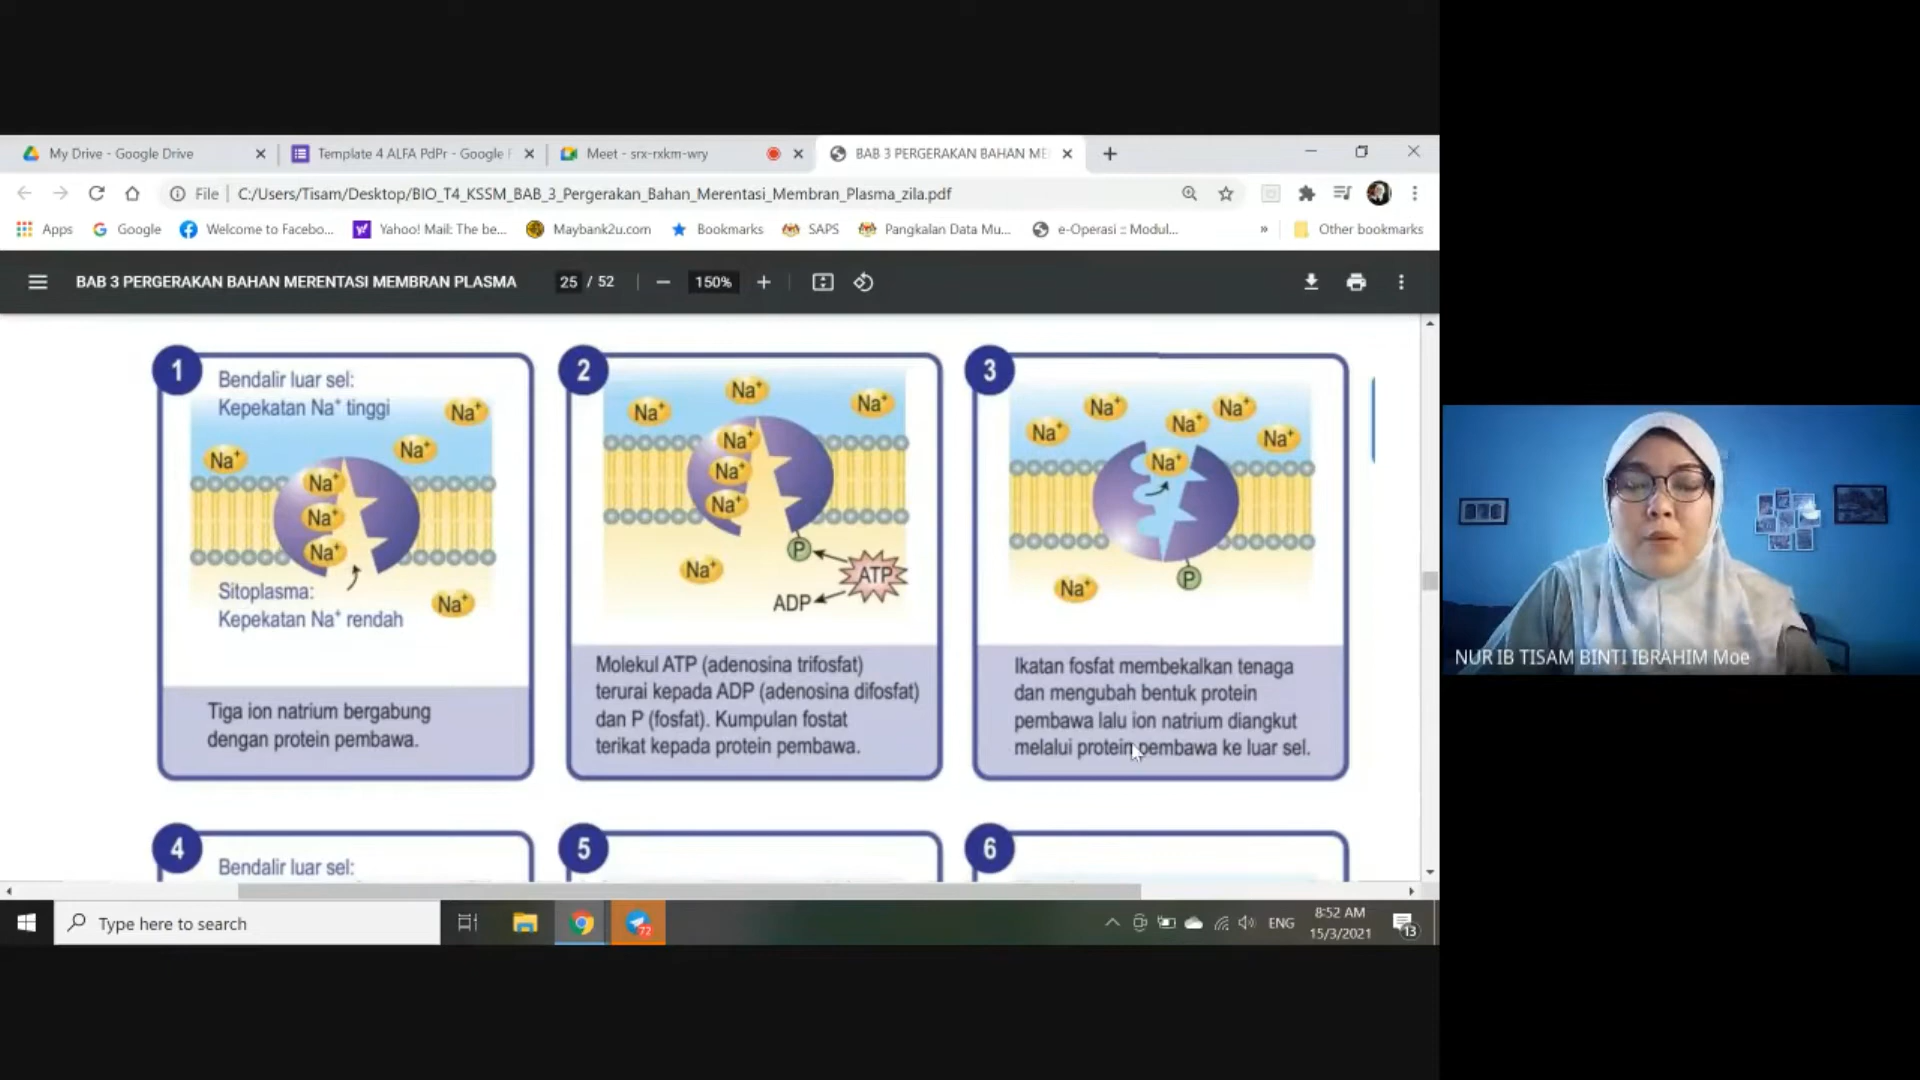 My Drive - Google Drive
Template 4 ALFA PdPr - Google F
Meet - srx-rxkm-wry
BAB 3 PERGERAKAN BAHAN ME
File
C:/Users/Tisam/Desktop/BIO_T4_KSSM_BAB_3_Pergerakan_Bahan_Merentasi_Membran_Plasma_zila.pdf
Apps
Google
Welcome to Facebo...
Yahoo! Mail: The be...
Maybank2u.com
Bookmarks
SAPS
Pangkalan Data Mu...
e-Operasi :: Modul...
»
Other bookmarks
BAB 3 PERGERAKAN BAHAN MERENTASI MEMBRAN PLASMA
25 / 52
150%
1
Bendalir luar sel:
Kepekatan Na⁺ tinggi
Na⁺
Na⁺
Na⁺
Na⁺
Na⁺
Na⁺
Sitoplasma:
Kepekatan Na⁺ rendah
Na⁺
Tiga ion natrium bergabung
dengan protein pembawa.
2
Na⁺
Na⁺
Na⁺
Na⁺
Na⁺
Na⁺
Na⁺
P
ATP
ADP
Molekul ATP (adenosina trifosfat)
terurai kepada ADP (adenosina difosfat)
dan P (fosfat). Kumpulan fostat
terikat kepada protein pembawa.
3
Na⁺
Na⁺
Na⁺
Na⁺
Na⁺
Na⁺
Na⁺
P
Ikatan fosfat membekalkan tenaga
dan mengubah bentuk protein
pembawa lalu ion natrium diangkut
melalui protein pembawa ke luar sel.
4
Bendalir luar sel:
5
6
NUR IB TISAM BINTI IBRAHIM Moe
Type here to search
72
ENG
8:52 AM
15/3/2021
13